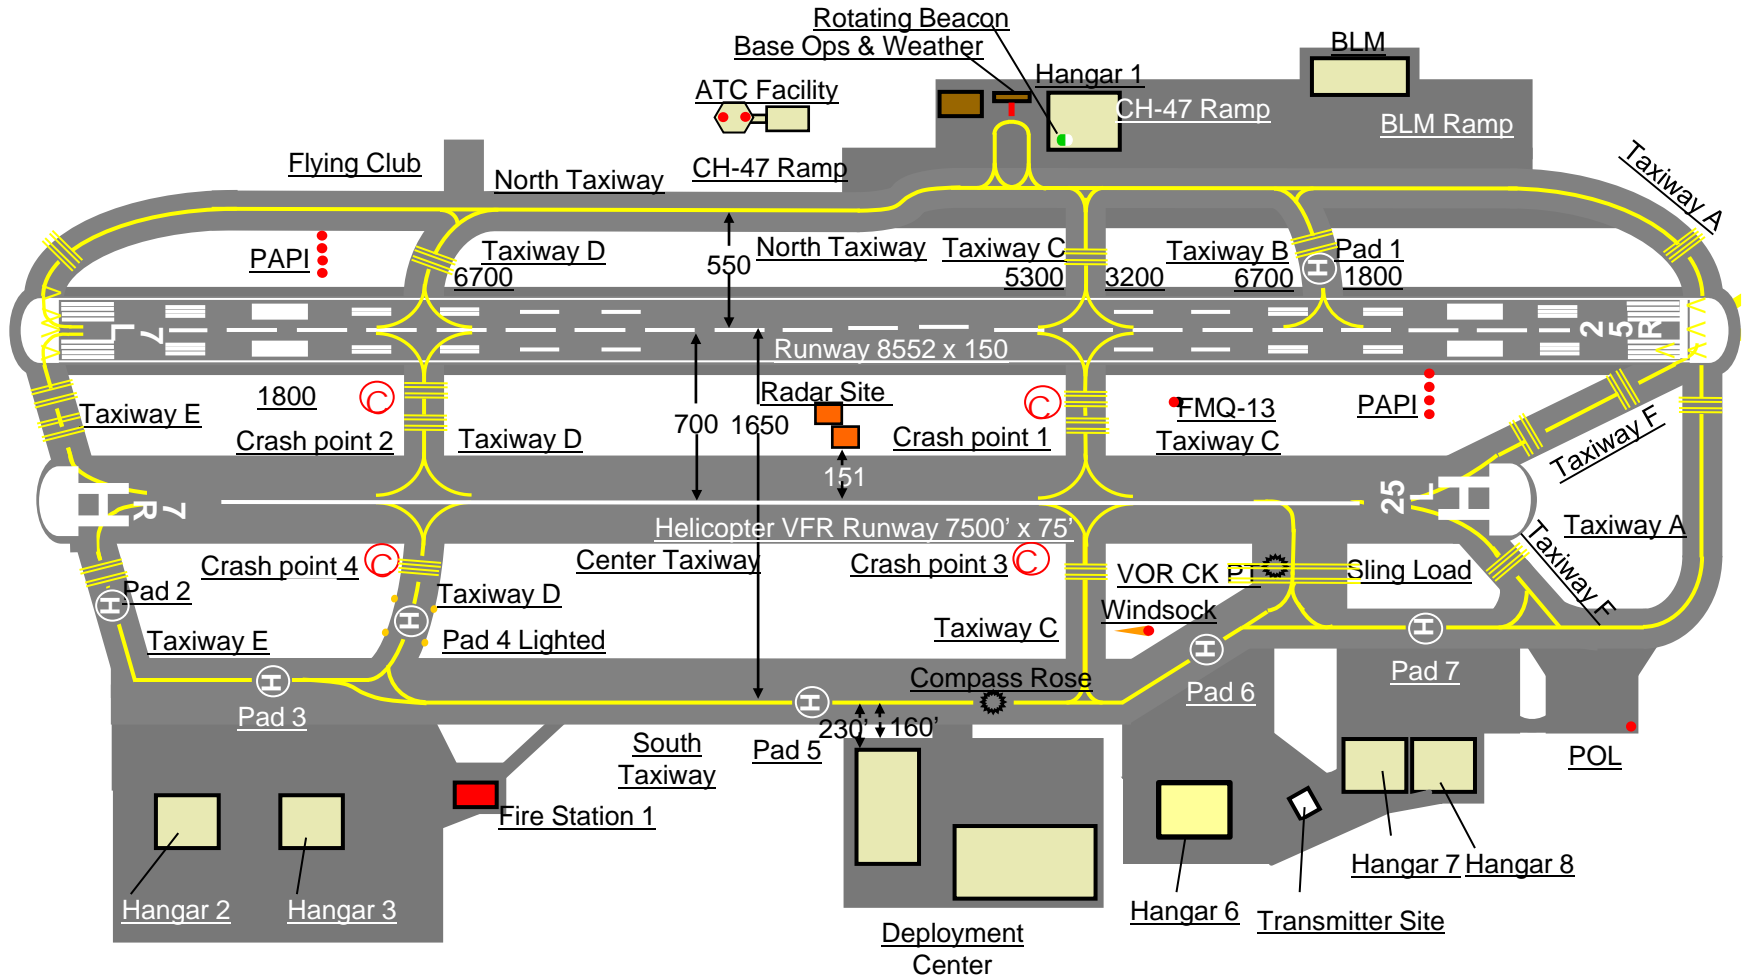 Rotating Beacon
Base Ops & Weather
BLM
Hangar 1
ATC Facility
CH-47 Ramp
BLM Ramp
Flying Club
CH-47 Ramp
North Taxiway
Taxiway A
PAPI
Taxiway D
6700
550
North Taxiway
Taxiway C
5300
3200
Taxiway B
6700
Pad 1
1800
H
7
L
25R
Runway 8552 x 150
Taxiway E
1800
C
Crash point 2
Taxiway D
700
1650
Radar Site
151
C
Crash point 1
FMQ-13
Taxiway C
PAPI
Taxiway F
H
7
R
25
L
H
Helicopter VFR Runway 7500' x 75'
Center Taxiway
Taxiway A
Crash point 4
C
Crash point 3
C
VOR CK PT
Sling Load
Taxiway F
Pad 2
H
Taxiway D
H
Pad 4 Lighted
Taxiway E
Windsock
Taxiway C
H
Pad 7
H
Pad 6
H
Pad 3
Compass Rose
H
Pad 5
230'
160'
South
Taxiway
POL
Fire Station 1
Hangar 2
Hangar 3
Hangar 7
Hangar 8
Hangar 6
Transmitter Site
Deployment
Center